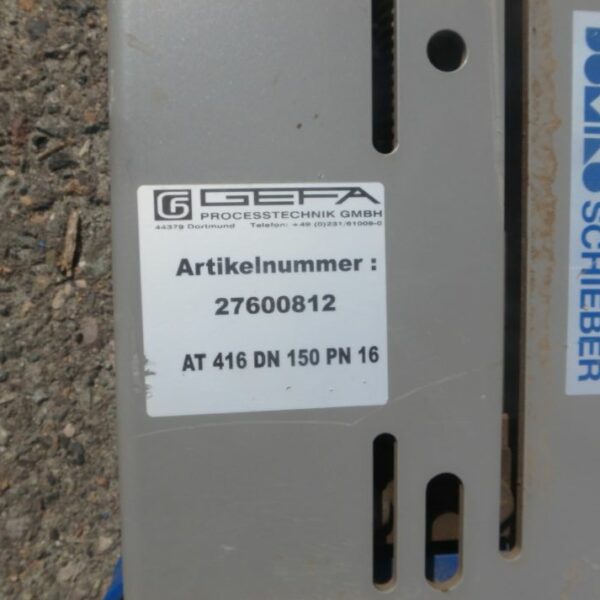 GEFA
PROCESSTECHNIK GMBH
44379 Dortmund Telefon: +49 (0)231/61009-0
Artikelnummer :
27600812
AT 416 DN 150 PN 16
SCHIEBER